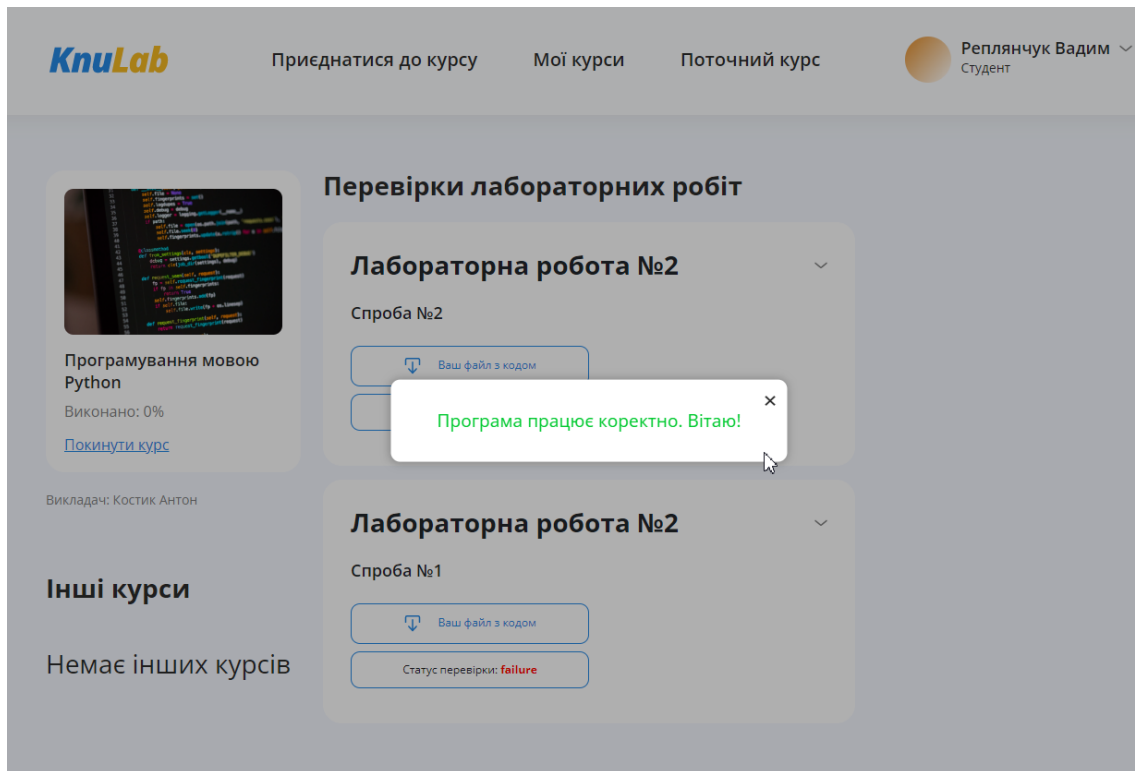 KnuLab
Приєднатися до курсу
Мої курси
Поточний курс
Реплянчук Вадим
Студент
Програмування мовою
Python
Виконано: 0%
Покинути курс
Викладач: Костик Антон
Інші курси
Немає інших курсів
Перевірки лабораторних робіт
Лабораторна робота №2
Спроба №2
Ваш файл з кодом
Програма працює коректно. Вітаю!
Лабораторна робота №2
Спроба №1
Ваш файл з кодом
Статус перевірки: failure